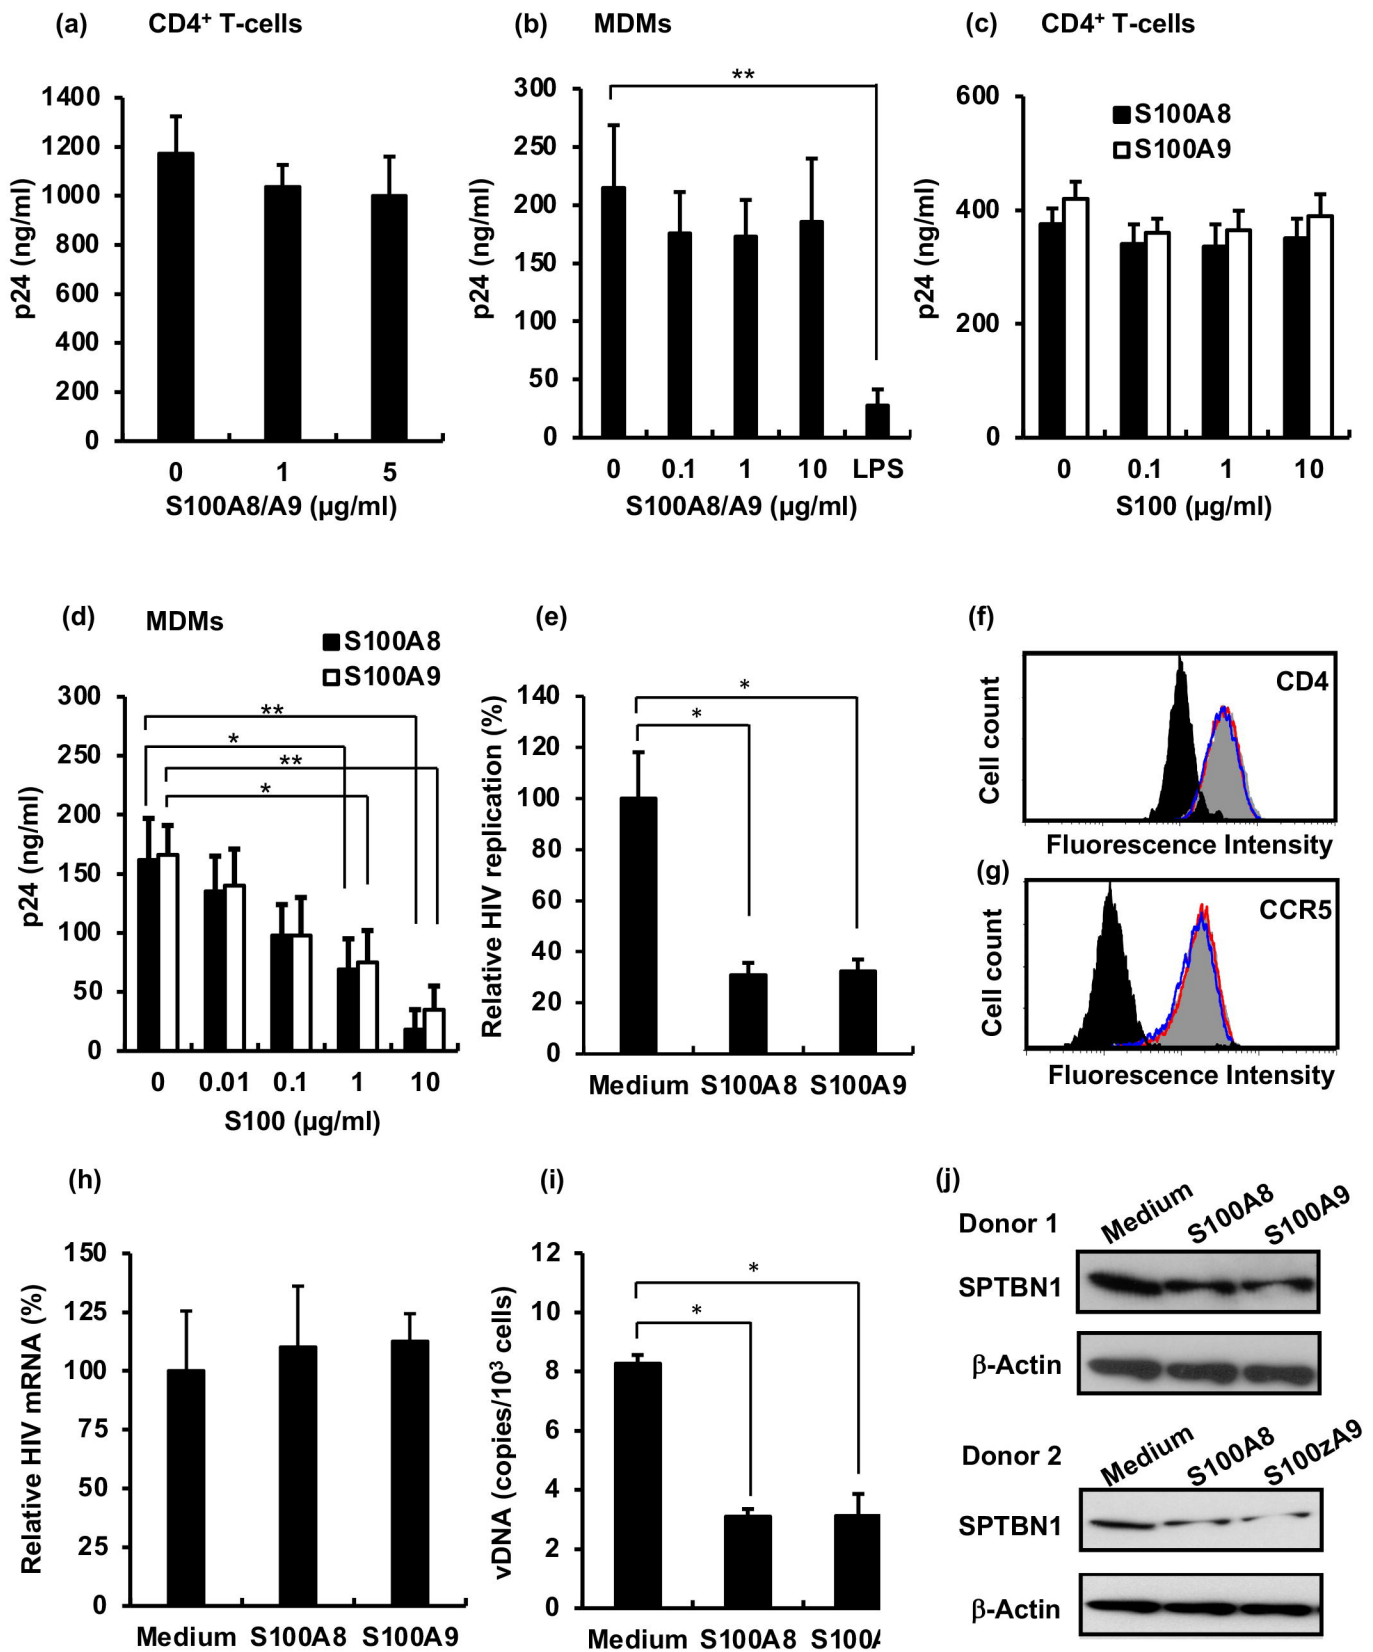 (a) CD4+ T-cells
1400
1200
1000
800
600
400
200
0
p24 (ng/ml)
0 1 5
S100A8/A9 (µg/ml)
(b) MDMs
**
300
250
200
150
100
50
0
p24 (ng/ml)
0 0.1 1 10 LPS
S100A8/A9 (µg/ml)
(c) CD4+ T-cells
S100A8
S100A9
600
400
200
0
p24 (ng/ml)
0 0.1 1 10
S100 (µg/ml)
(d) MDMs
S100A8
S100A9
**
*
**
*
300
250
200
150
100
50
0
p24 (ng/ml)
0 0.01 0.1 1 10
S100 (µg/ml)
(e)
*
*
140
120
100
80
60
40
20
0
Relative HIV replication (%)
Medium S100A8 S100A9
(f)
CD4
Cell count
Fluorescence Intensity
(g)
CCR5
Cell count
Fluorescence Intensity
(h)
150
125
100
75
50
25
0
Relative HIV mRNA (%)
Medium S100A8 S100A9
(i)
*
*
12
10
8
6
4
2
0
vDNA (copies/10³ cells)
Medium S100A8 S100A
(j)
Donor 1 Medium S100A8 S100A9
SPTBN1
β-Actin
Donor 2 Medium S100A8 S100zA9
SPTBN1
β-Actin